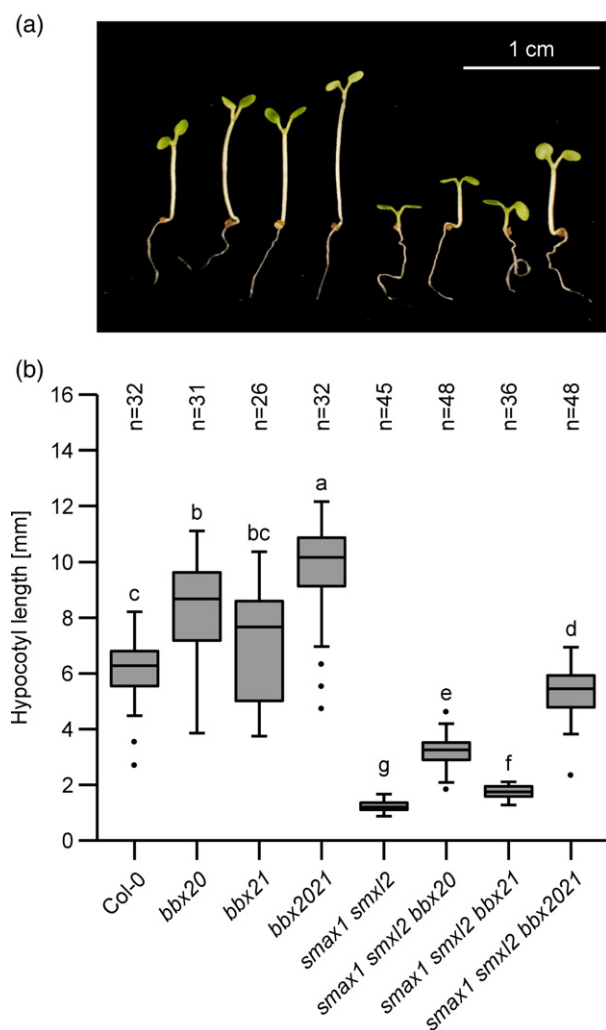 (a)
1 cm
(b)
n=32
n=31
n=26
n=32
n=45
n=48
n=36
n=48
16
14
12
10
8
6
4
2
0
Hypocotyl length [mm]
c
b
bc
a
g
e
f
d
Col-0
bbx20
bbx21
bbx2021
smax1 smxl2
smax1 smxl2 bbx20
smax1 smxl2 bbx21
smax1 smxl2 bbx2021